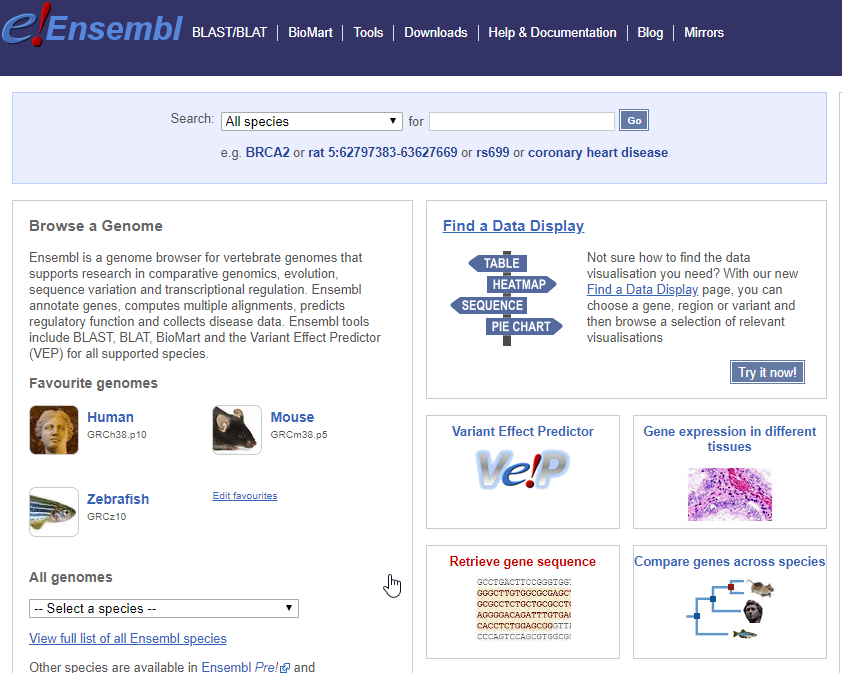 e!Ensembl BLAST/BLAT | BioMart | Tools | Downloads | Help & Documentation | Blog | Mirrors
Search: All species for Go
e.g. BRCA2 or rat 5:62797383-63627669 or rs699 or coronary heart disease
Browse a Genome
Ensembl is a genome browser for vertebrate genomes that
supports research in comparative genomics, evolution,
sequence variation and transcriptional regulation. Ensembl
annotate genes, computes multiple alignments, predicts
regulatory function and collects disease data. Ensembl tools
include BLAST, BLAT, BioMart and the Variant Effect Predictor
(VEP) for all supported species.
Favourite genomes
Human
GRCh38.p10
Mouse
GRCm38.p5
Zebrafish
GRCz10
Edit favourites
All genomes
-- Select a species --
View full list of all Ensembl species
Other species are available in Ensembl Pre! and
Find a Data Display
TABLE
HEATMAP
SEQUENCE
PIE CHART
Not sure how to find the data
visualisation you need? With our new
Find a Data Display page, you can
choose a gene, region or variant and
then browse a selection of relevant
visualisations
Try it now!
Variant Effect Predictor
Ve!P
Gene expression in different
tissues
Retrieve gene sequence
GCCTGACTTCCGGGTGGT
GGGCTTGTGGCGCGAGCT
GCGCCTCTGCTGCGCCTC
AGGGGACAGATTTGTGAC
CACCTCTGGAGCGGGTTA
CCCAGTCCAGCGTGGCGC
Compare genes across species